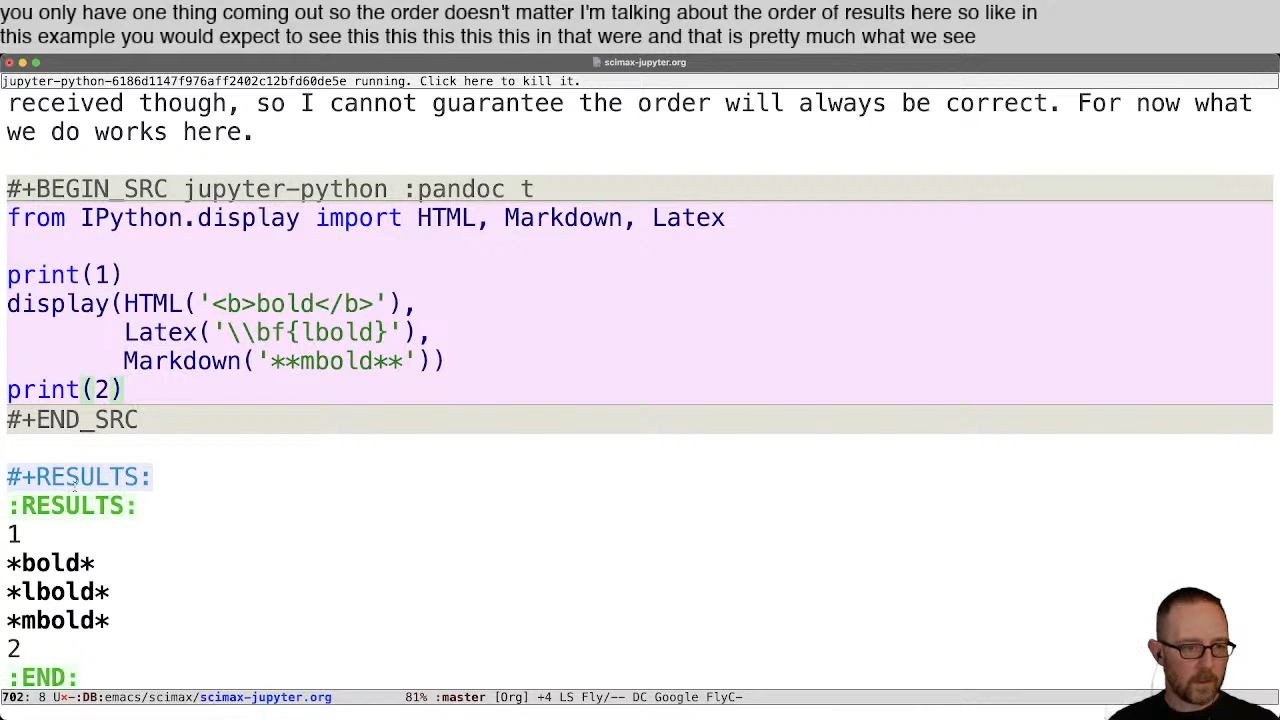 you only have one thing coming out so the order doesn't matter I'm talking about the order of results here so like in
this example you would expect to see this this this this this in that were and that is pretty much what we see
scimax-jupyter.org
jupyter-python-6186d1147f976aff2402c12bfd60de5e running. Click here to kill it.
received though, so I cannot guarantee the order will always be correct. For now what
we do works here.
#+BEGIN_SRC jupyter-python :pandoc t
from IPython.display import HTML, Markdown, Latex
print(1)
display(HTML('<b>bold</b>'),
Latex('\\bf{lbold}'),
Markdown('**mbold**'))
print(2)
#+END_SRC
#+RESULTS:
:RESULTS:
1
*bold*
*lbold*
*mbold*
2
:END:
702: 8 U×-:DB:emacs/scimax/scimax-jupyter.org 81% :master [Org] +4 LS Fly/-- DC Google FlyC-